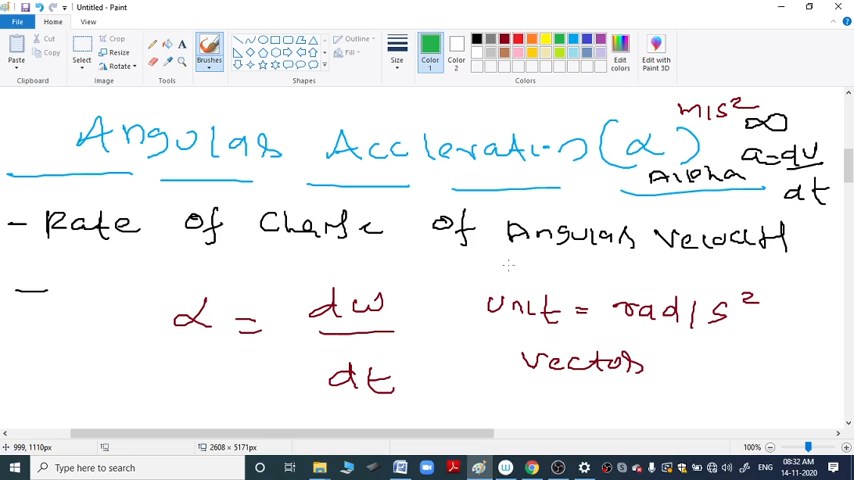 Untitled - Paint
File Home View
Paste
Cut
Copy
Clipboard
Select
Crop
Resize
Rotate
Image
Tools
Brushes
Shapes
Outline
Fill
Size
Color 1
Color 2
Colors
Edit colors
Edit with Paint 3D
Angular Accleration (α)
m/s²
∞
Alpha
a = dv
dt
- Rate of Change of Angular Velocity
α = dω
dt
unit = rad/s²
vector
999, 1110px
2608 × 5171px
100%
Type here to search
ENG
08:32 AM
14-11-2020